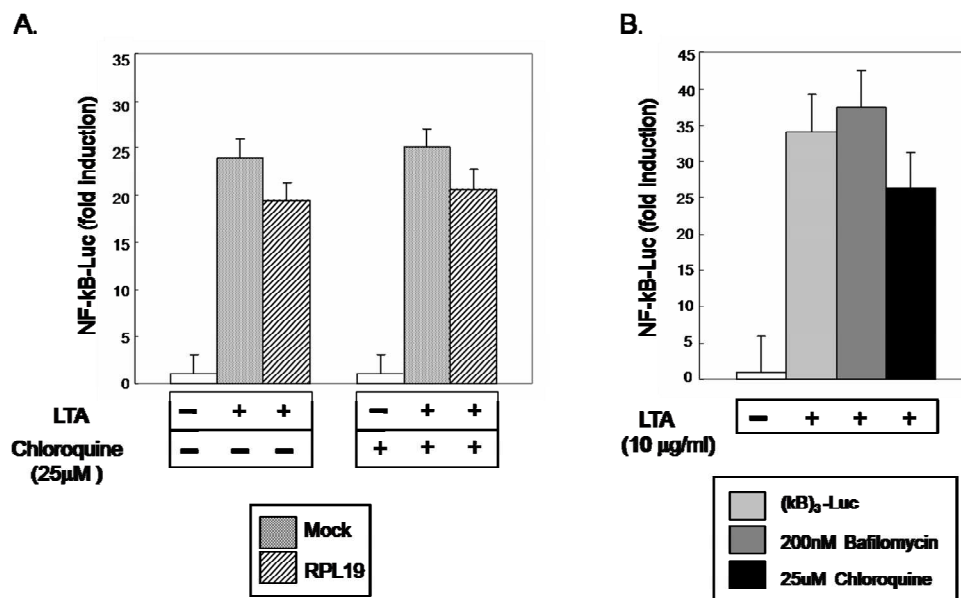 A.
NF-kB-Luc (fold Induction)
35
30
25
20
15
10
5
0
LTA
− + + − + +
Chloroquine
(25μM )
− − − + + +
Mock
RPL19
B.
NF-kB-Luc (fold Induction)
45
40
35
30
25
20
15
10
5
0
LTA
(10 μg/ml)
− + + +
(kB)₃-Luc
200nM Bafilomycin
25uM Chloroquine